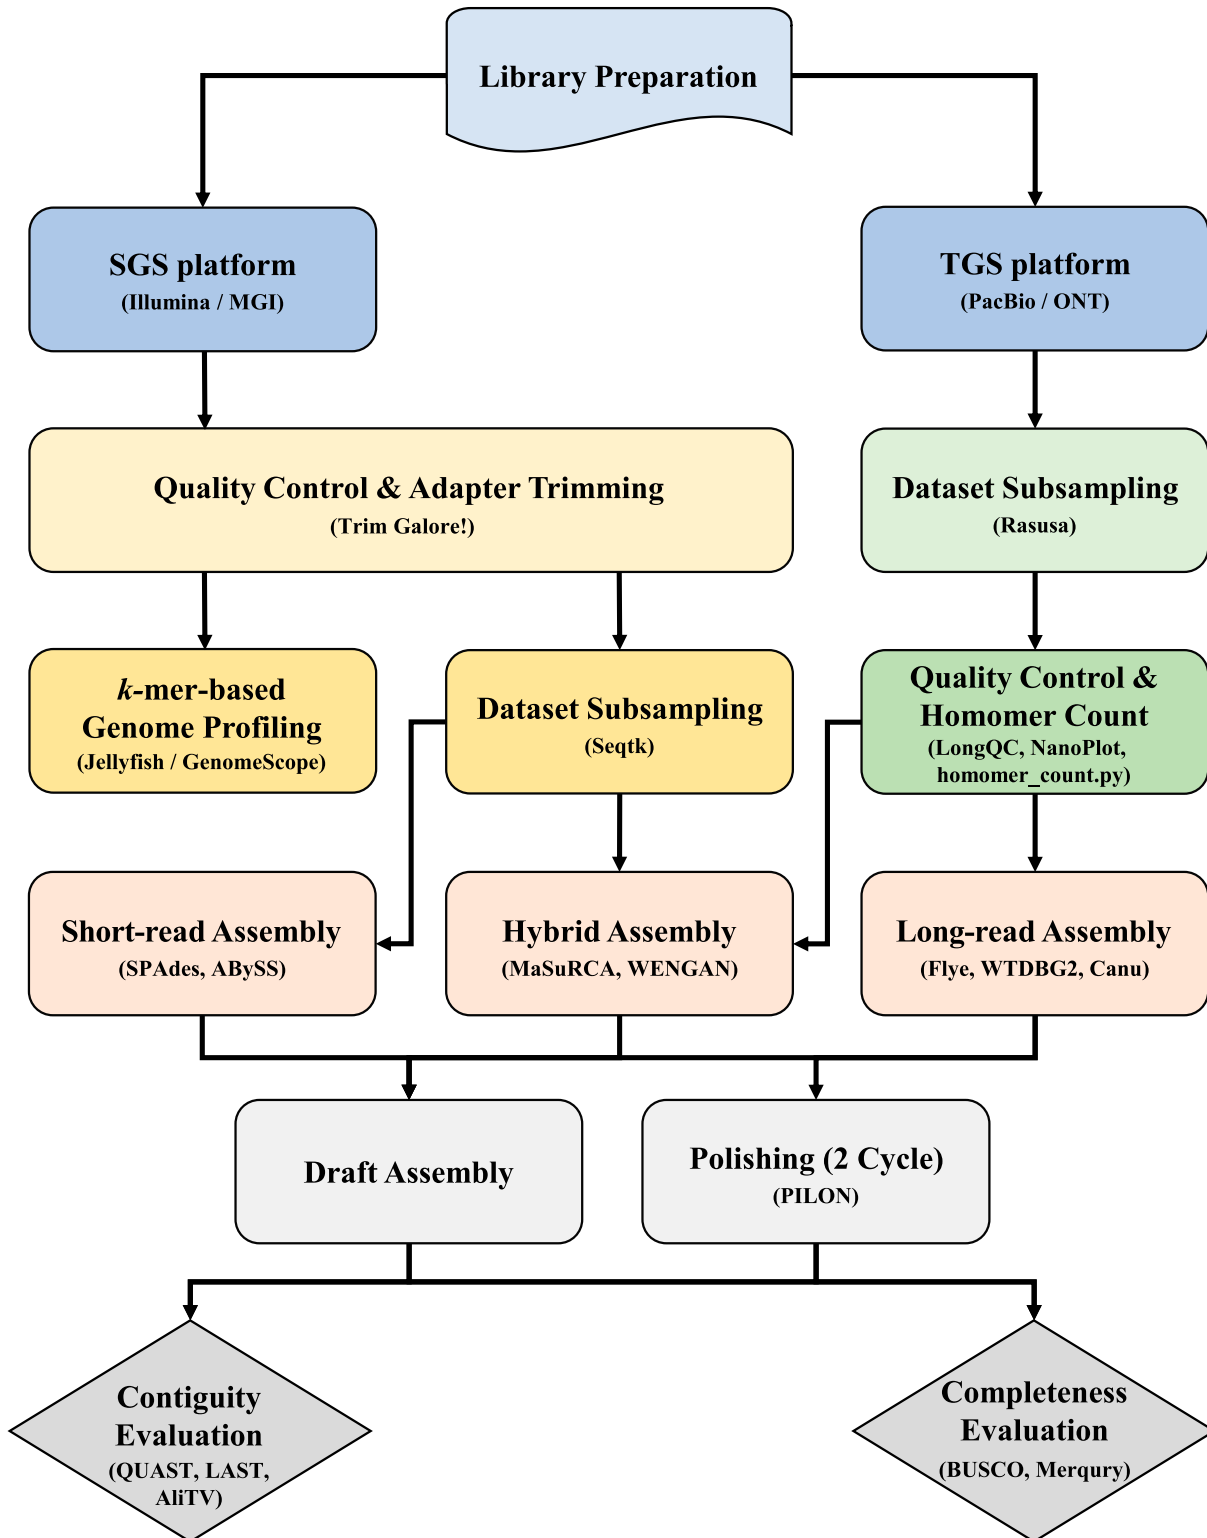 Library Preparation
SGS platform
(Illumina / MGI)
TGS platform
(PacBio / ONT)
Quality Control & Adapter Trimming
(Trim Galore!)
Dataset Subsampling
(Rasusa)
k-mer-based
Genome Profiling
(Jellyfish / GenomeScope)
Dataset Subsampling
(Seqtk)
Quality Control &
Homomer Count
(LongQC, NanoPlot,
homomer_count.py)
Short-read Assembly
(SPAdes, ABySS)
Hybrid Assembly
(MaSuRCA, WENGAN)
Long-read Assembly
(Flye, WTDBG2, Canu)
Draft Assembly
Polishing (2 Cycle)
(PILON)
Contiguity
Evaluation
(QUAST, LAST,
AliTV)
Completeness
Evaluation
(BUSCO, Merqury)